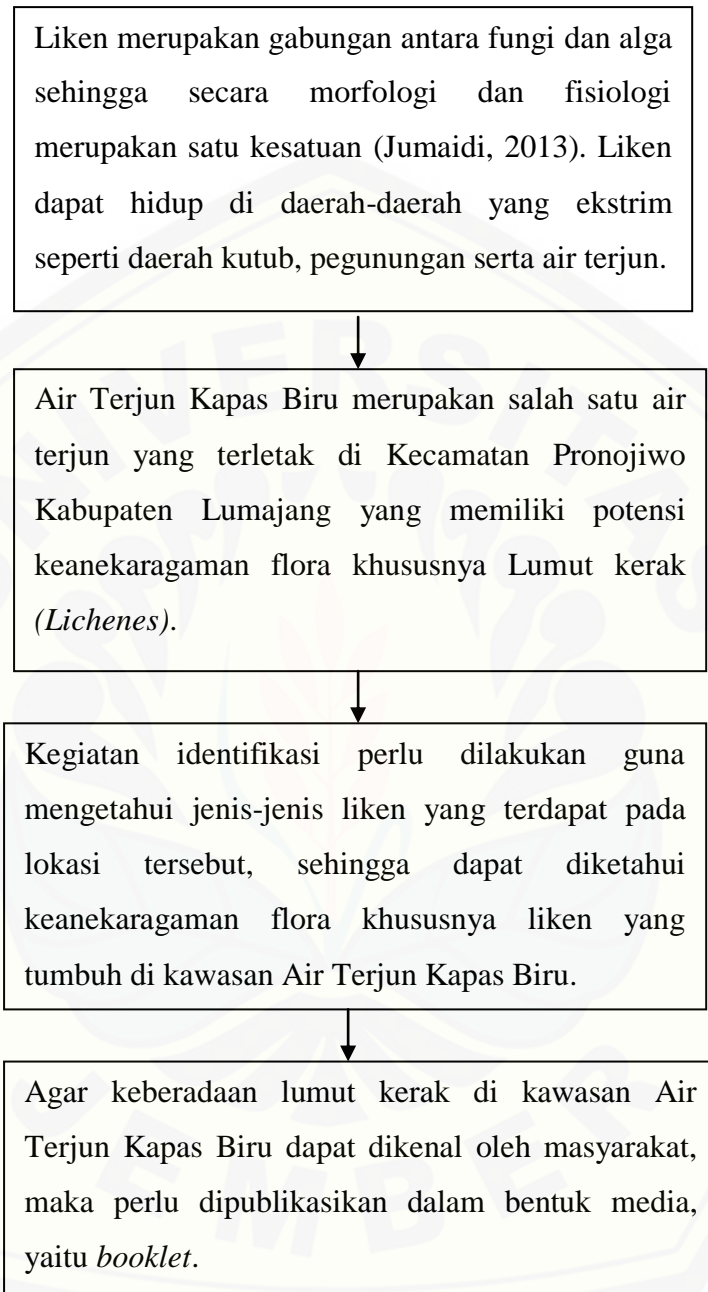 Liken merupakan gabungan antara fungi dan alga
sehingga secara morfologi dan fisiologi
merupakan satu kesatuan (Jumaidi, 2013). Liken
dapat hidup di daerah-daerah yang ekstrim
seperti daerah kutub, pegunungan serta air terjun.
Air Terjun Kapas Biru merupakan salah satu air
terjun yang terletak di Kecamatan Pronojiwo
Kabupaten Lumajang yang memiliki potensi
keanekaragaman flora khususnya Lumut kerak
(Lichenes).
Kegiatan identifikasi perlu dilakukan guna
mengetahui jenis-jenis liken yang terdapat pada
lokasi tersebut, sehingga dapat diketahui
keanekaragaman flora khususnya liken yang
tumbuh di kawasan Air Terjun Kapas Biru.
Agar keberadaan lumut kerak di kawasan Air
Terjun Kapas Biru dapat dikenal oleh masyarakat,
maka perlu dipublikasikan dalam bentuk media,
yaitu booklet.
UNIVERSITAS
JEMBER